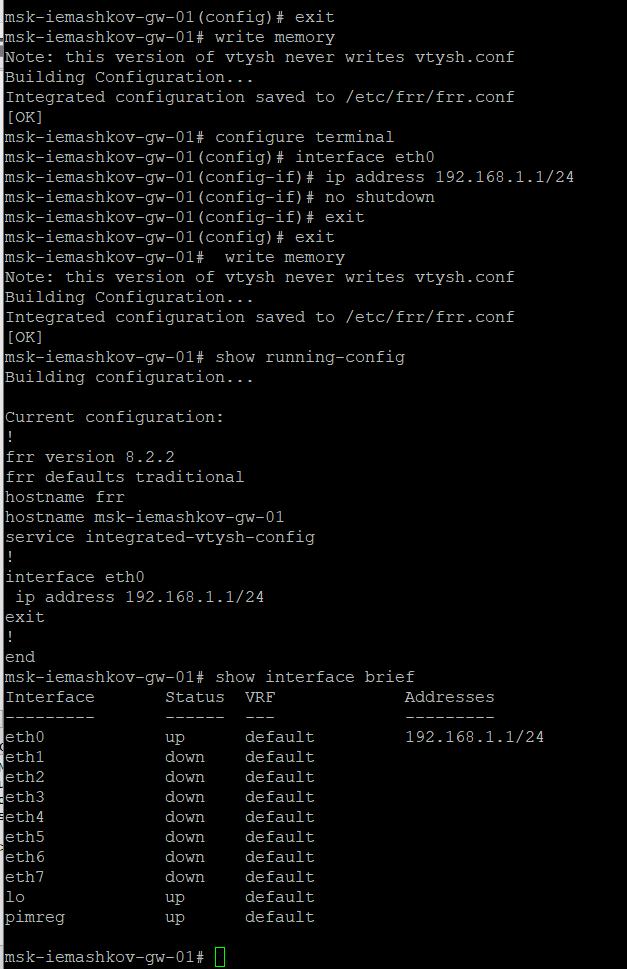 msk-iemashkov-gw-01(config)# exit
msk-iemashkov-gw-01# write memory
Note: this version of vtysh never writes vtysh.conf
Building Configuration...
Integrated configuration saved to /etc/frr/frr.conf
[OK]
msk-iemashkov-gw-01# configure terminal
msk-iemashkov-gw-01(config)# interface eth0
msk-iemashkov-gw-01(config-if)# ip address 192.168.1.1/24
msk-iemashkov-gw-01(config-if)# no shutdown
msk-iemashkov-gw-01(config-if)# exit
msk-iemashkov-gw-01(config)# exit
msk-iemashkov-gw-01#  write memory
Note: this version of vtysh never writes vtysh.conf
Building Configuration...
Integrated configuration saved to /etc/frr/frr.conf
[OK]
msk-iemashkov-gw-01# show running-config
Building configuration...

Current configuration:
!
frr version 8.2.2
frr defaults traditional
hostname frr
hostname msk-iemashkov-gw-01
service integrated-vtysh-config
!
interface eth0
 ip address 192.168.1.1/24
exit
!
end
msk-iemashkov-gw-01# show interface brief
Interface       Status  VRF             Addresses
---------       ------  ---             ---------
eth0            up      default         192.168.1.1/24
eth1            down    default
eth2            down    default
eth3            down    default
eth4            down    default
eth5            down    default
eth6            down    default
eth7            down    default
lo              up      default
pimreg          up      default

msk-iemashkov-gw-01#